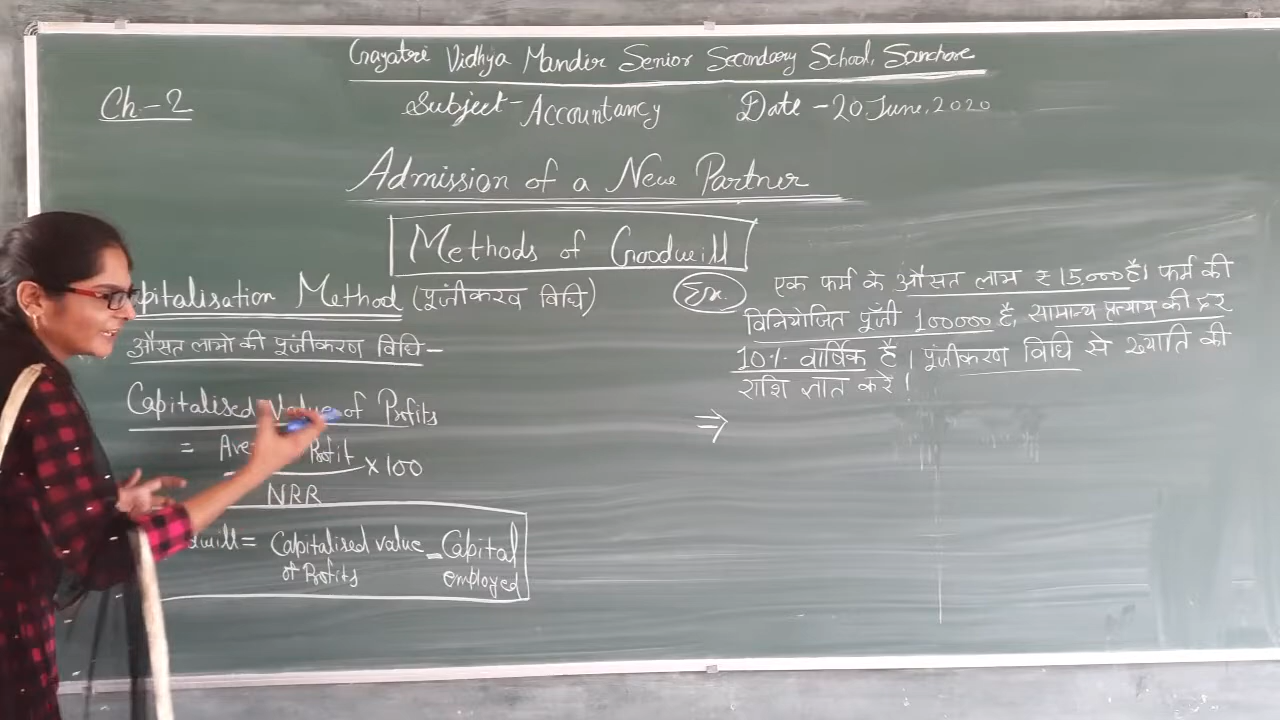 Gayatri Vidhya Mandir Senior Secondary School, Sanchore
Ch-2
Subject - Accountancy Date - 20 June, 2020
Admission of a New Partner
Methods of Goodwill
pitalisation Method (पूंजीकरण विधि)
औसत लाभो की पूंजीकरण विधि -
Capitalised Value of Profits
= Ave Profit × 100
NRR
dwill = Capitalised value of Profits - Capital employed
Ex. एक फर्म के औसत लाभ ₹ 15,000 है। फर्म की
विनियोजित पूँजी 100000 है, सामान्य प्रत्याय की दर
10% वार्षिक है। पूंजीकरण विधि से ख्याति की
राशि ज्ञात करें।
⇒